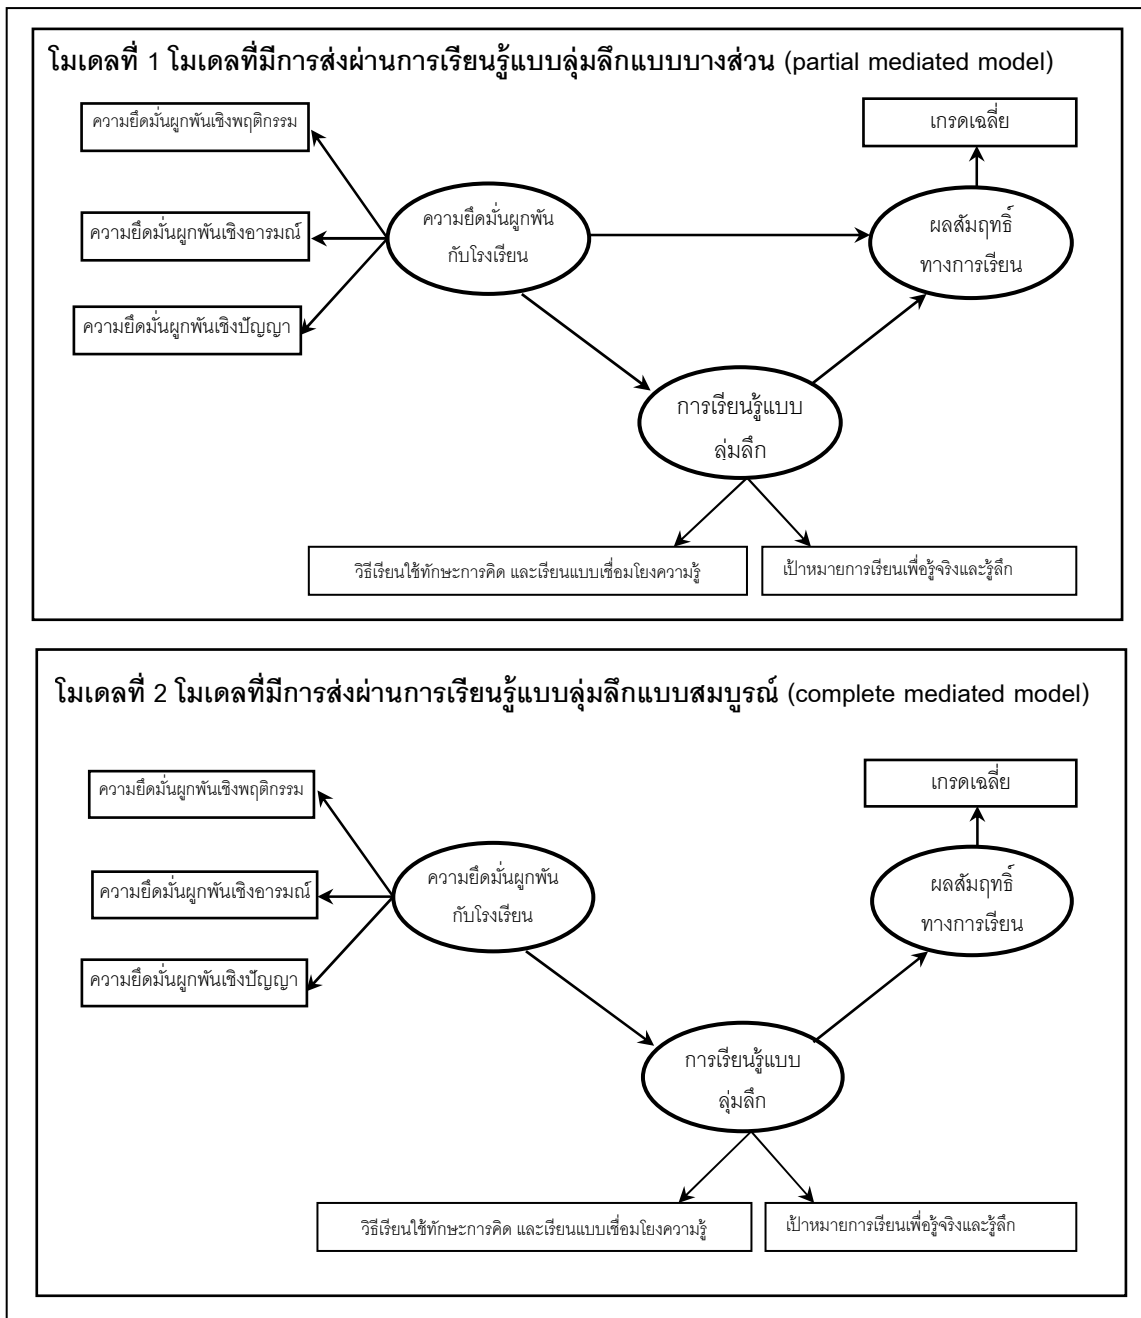 โมเดลที่ 1 โมเดลที่มีการส่งผ่านการเรียนรู้แบบลุ่มลึกแบบบางส่วน (partial mediated model)
ความยึดมั่นผูกพันเชิงพฤติกรรม
เกรดเฉลี่ย
ความยึดมั่นผูกพันเชิงอารมณ์
ความยึดมั่นผูกพัน
กับโรงเรียน
ผลสัมฤทธิ์
ทางการเรียน
ความยึดมั่นผูกพันเชิงปัญญา
การเรียนรู้แบบ
ลุ่มลึก
วิธีเรียนใช้ทักษะการคิด และเรียนแบบเชื่อมโยงความรู้
เป้าหมายการเรียนเพื่อรู้จริงและรู้ลึก
โมเดลที่ 2 โมเดลที่มีการส่งผ่านการเรียนรู้แบบลุ่มลึกแบบสมบูรณ์ (complete mediated model)
ความยึดมั่นผูกพันเชิงพฤติกรรม
เกรดเฉลี่ย
ความยึดมั่นผูกพันเชิงอารมณ์
ความยึดมั่นผูกพัน
กับโรงเรียน
ผลสัมฤทธิ์
ทางการเรียน
ความยึดมั่นผูกพันเชิงปัญญา
การเรียนรู้แบบ
ลุ่มลึก
วิธีเรียนใช้ทักษะการคิด และเรียนแบบเชื่อมโยงความรู้
เป้าหมายการเรียนเพื่อรู้จริงและรู้ลึก